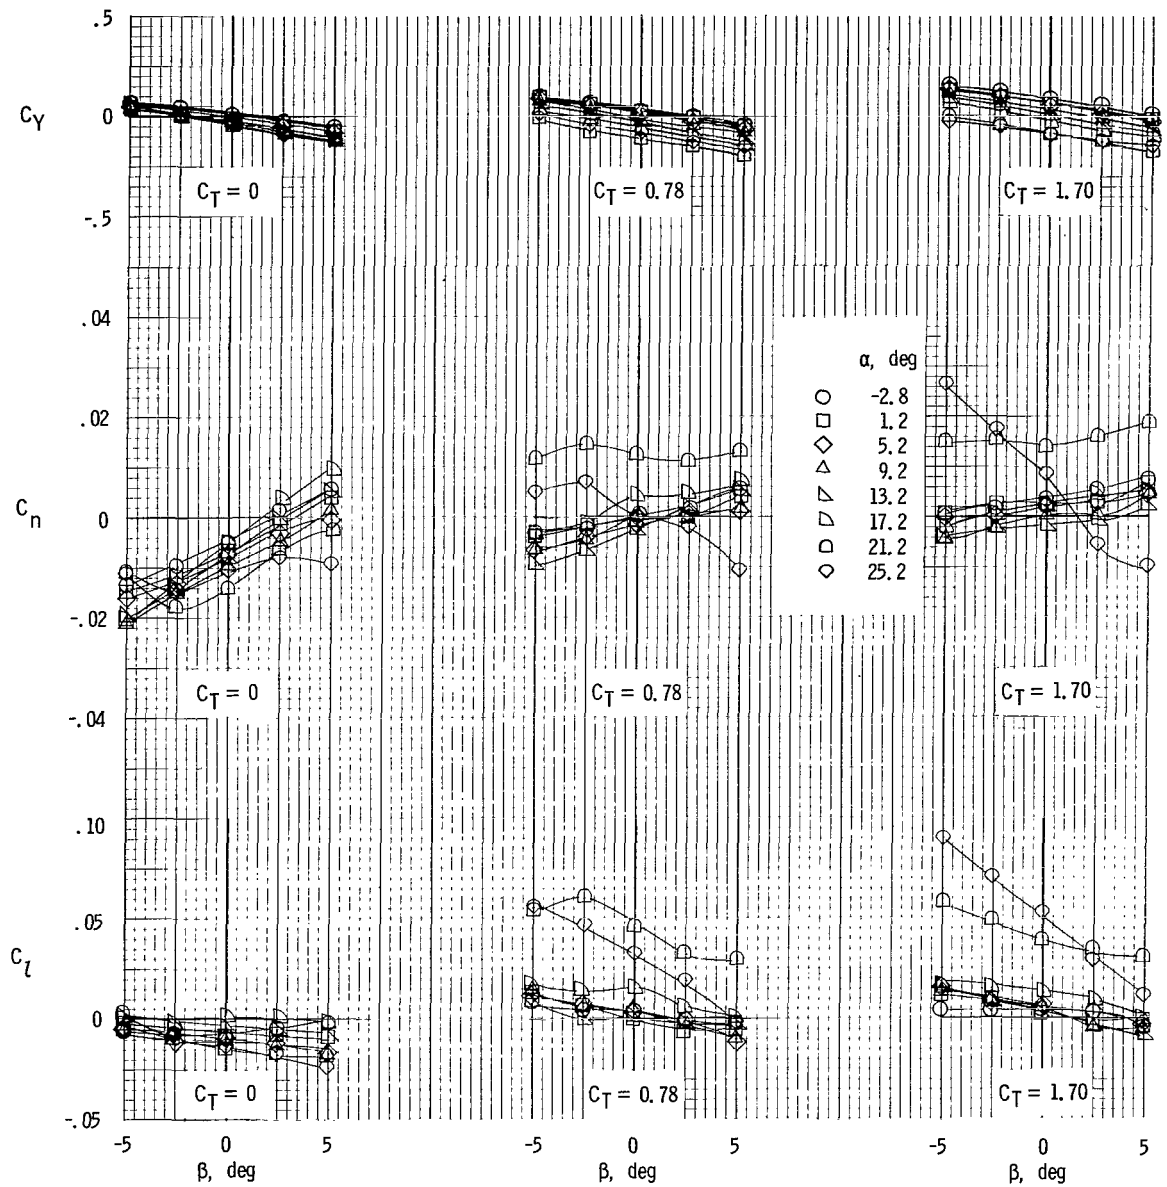 .5
C_Y
0
C_T = 0
C_T = 0.78
C_T = 1.70
-.5
.04
α, deg
-2.8
1.2
.02
5.2
9.2
13.2
C_n
0
17.2
21.2
25.2
-.02
C_T = 0
C_T = 0.78
C_T = 1.70
-.04
.10
.05
C_l
0
C_T = 0
C_T = 0.78
C_T = 1.70
-.05
-5 0 5 -5 0 5 -5 0 5
β, deg β, deg β, deg